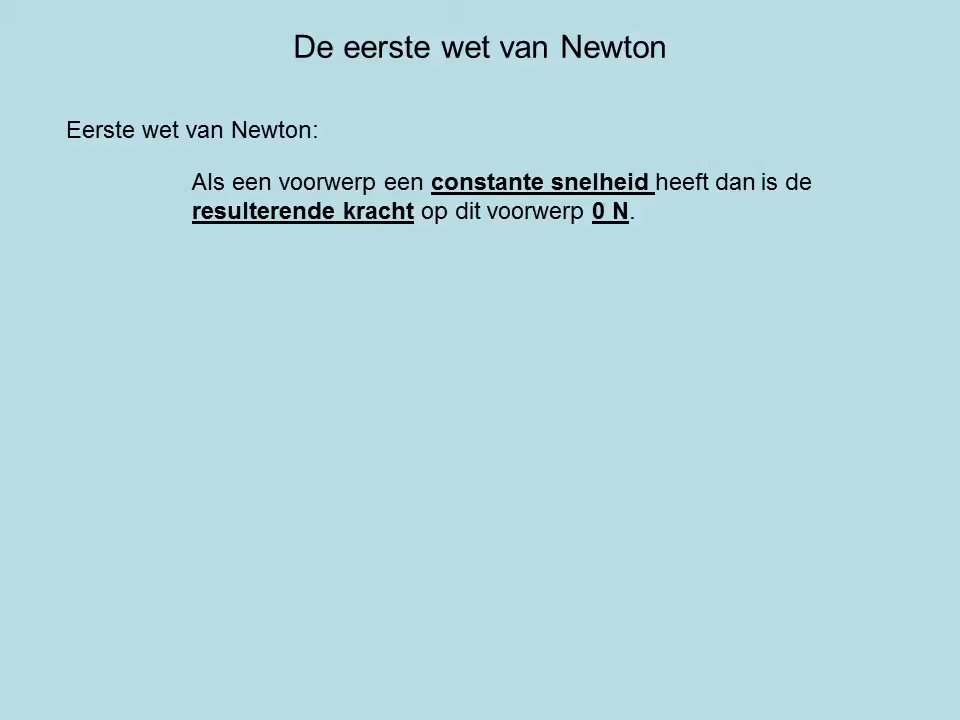 De eerste wet van Newton
Eerste wet van Newton:
Als een voorwerp een constante snelheid heeft dan is de
resulterende kracht op dit voorwerp 0 N.